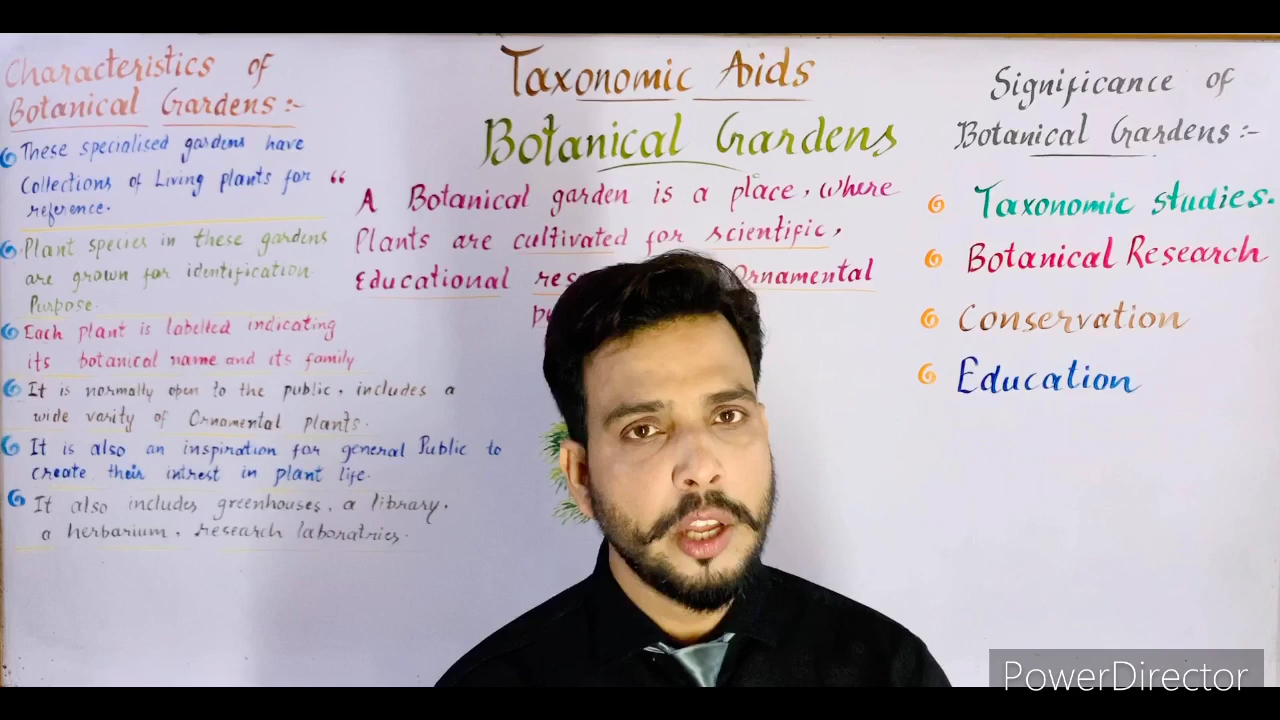 Characteristics of
Botanical Gardens:-
These specialised gardens have
Collections of Living plants for
reference.
Plant species in these gardens
are grown for identification
Purpose.
Each plant is labelled indicating
its botanical name and its family
It is normally open to the public, includes a
wide varity of Ornamental plants.
It is also an inspiration for general Public to
create their intrest in plant life.
It also includes greenhouses, a library,
a herbarium, research laboratries.
Taxonomic Aids
Botanical Gardens
“ A Botanical garden is a place, where
Plants are cultivated for scientific,
Educational Ornamental
Significance of
Botanical Gardens:-
Taxonomic studies.
Botanical Research
Conservation
Education
PowerDirector